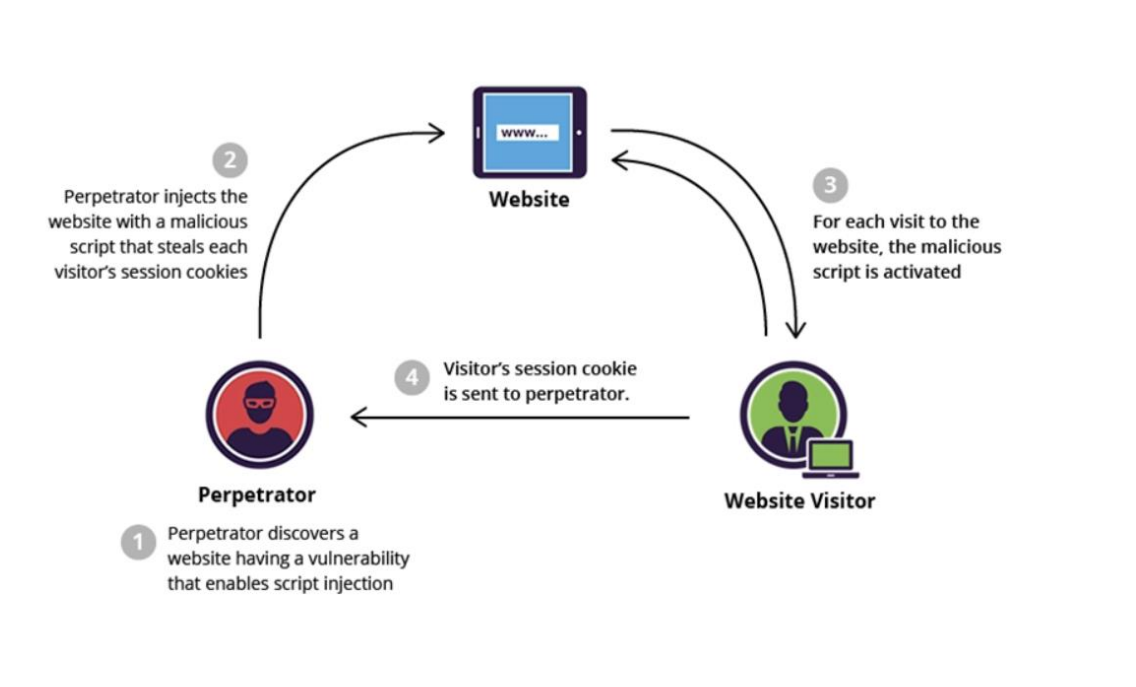 www...
Website
2
Perpetrator injects the
website with a malicious
script that steals each
visitor's session cookies
3
For each visit to the
website, the malicious
script is activated
4
Visitor's session cookie
is sent to perpetrator.
Perpetrator
Website Visitor
1
Perpetrator discovers a
website having a vulnerability
that enables script injection